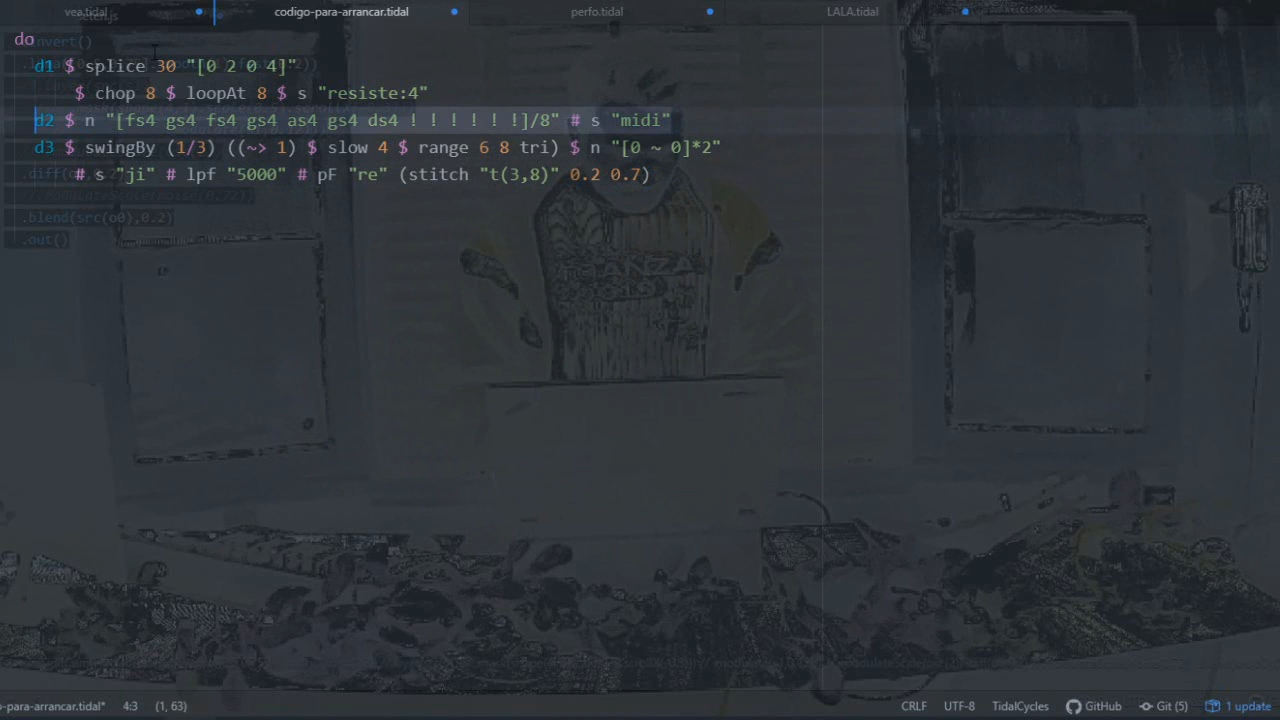 vea.tidal codigo-para-arrancar.tidal perfo.tidal LALA.tidal
do
d1 $ splice 30 "[0 2 0 4]"
$ chop 8 $ loopAt 8 $ s "resiste:4"
d2 $ n "[fs4 gs4 fs4 gs4 as4 gs4 ds4 ! ! ! ! ! !]/8" # s "midi"
d3 $ swingBy (1/3) ((~> 1) $ slow 4 $ range 6 8 tri) $ n "[0 ~ 0]*2"
# s "ji" # lpf "5000" # pF "re" (stitch "t(3,8)" 0.2 0.7)
.blend(src(o0),0.2)
.out()
-para-arrancar.tidal* 4:3 (1, 63) CRLF UTF-8 TidalCycles GitHub Git (5) 1 update